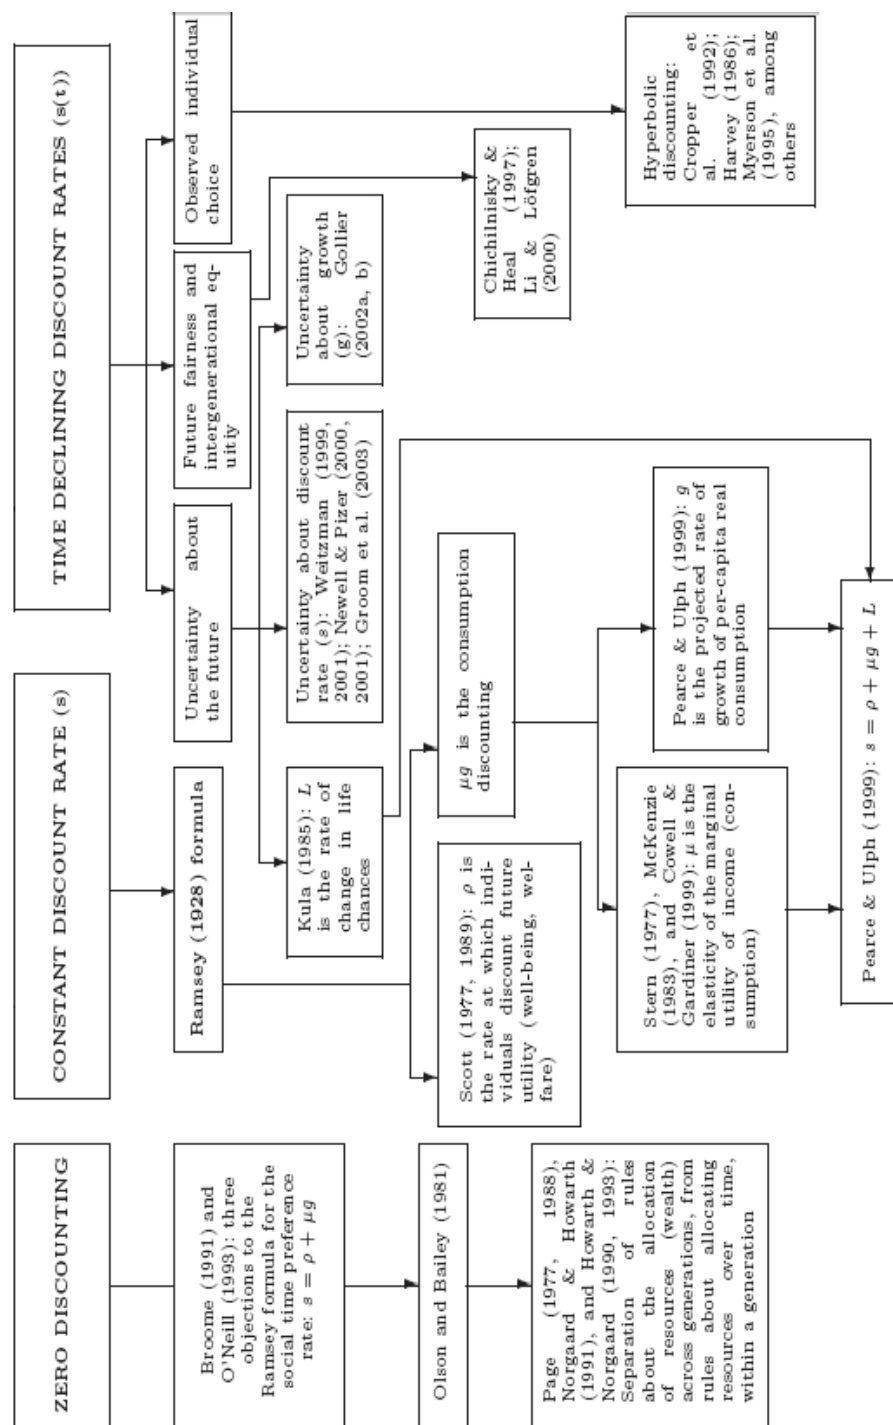 ZERO DISCOUNTING
Broome (1991) and
O'Neill (1993): three
objections to the
Ramsey formula for the
social time preference
rate: s = ρ + μg
Olson and Bailey (1981)
Page (1977, 1988),
Norgaard & Howarth
(1991), and Howarth &
Norgaard (1990, 1993):
Separation of rules
about the allocation
of resources (wealth)
across generations, from
rules about allocating
resources over time,
within a generation
CONSTANT DISCOUNT RATE (s)
Ramsey (1928) formula
Kula (1985): L
is the rate of
change in life
chances
Scott (1977, 1989): ρ is
the rate at which indi-
viduals discount future
utility (well-being, wel-
fare)
μg is the consumption
discounting
Stern (1977), McKenzie
(1983), and Cowell &
Gardiner (1999): μ is the
elasticity of the marginal
utility of income (con-
sumption)
Pearce & Ulph (1999): g
is the projected rate of
growth of per-capita real
consumption
Pearce & Ulph (1999): s = ρ + μg + L
TIME DECLINING DISCOUNT RATES (s(t))
Uncertainty about
the future
Future fairness and
intergenerational eq-
uitiy
Observed individual
choice
Uncertainty about discount
rate (s): Weitzman (1999,
2001); Newell & Pizer (2000,
2001); Groom et al. (2003)
Uncertainty
about growth
(g): Gollier
(2002a, b)
Chichilnisky &
Heal (1997);
Li & Löfgren
(2000)
Hyperbolic
discounting:
Cropper et
al. (1992);
Harvey (1986);
Myerson et al.
(1995), among
others